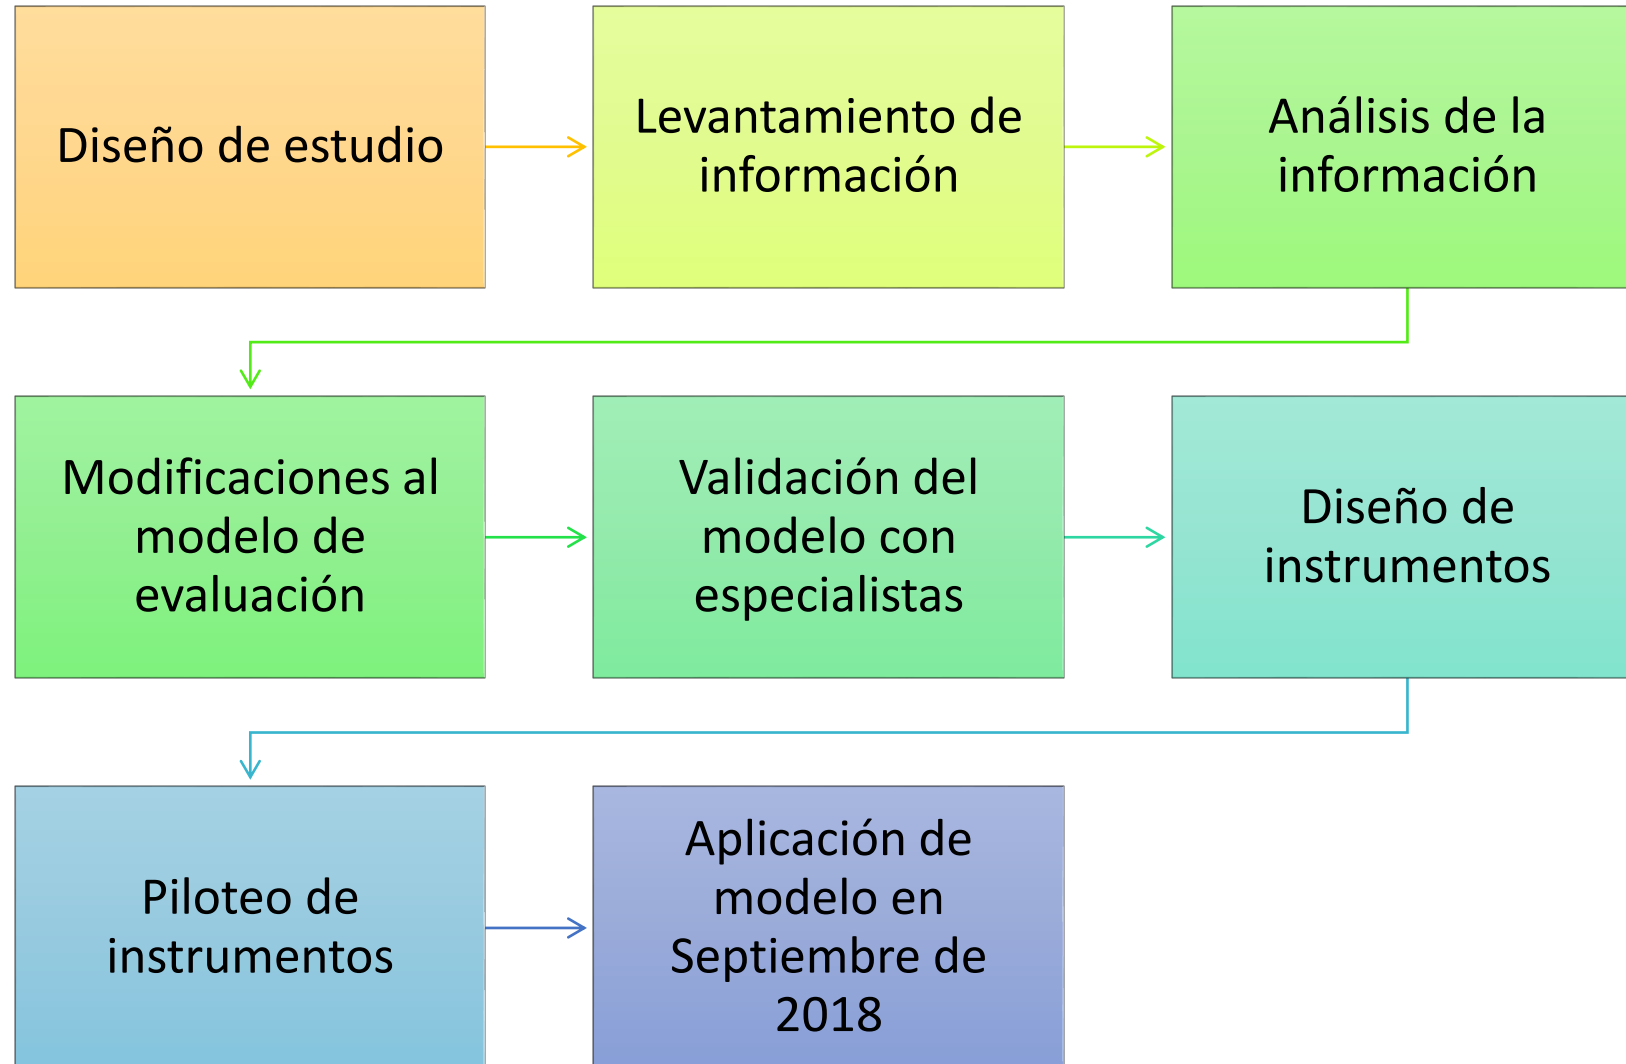 Diseño de estudio
Levantamiento de
información
Análisis de la
información
Modificaciones al
modelo de
evaluación
Validación del
modelo con
especialistas
Diseño de
instrumentos
Piloteo de
instrumentos
Aplicación de
modelo en
Septiembre de
2018